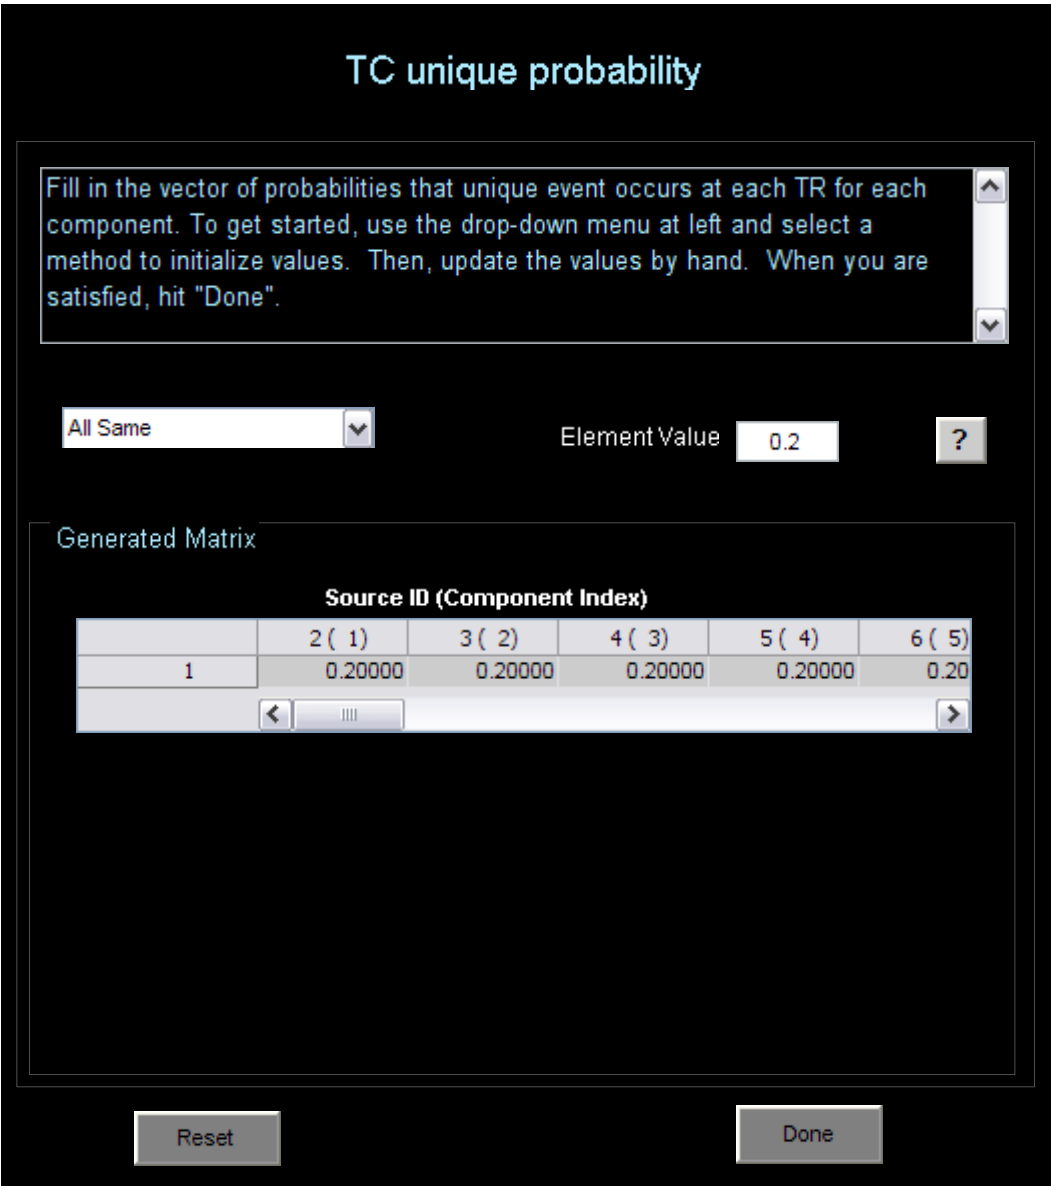 TC unique probability
Fill in the vector of probabilities that unique event occurs at each TR for each
component. To get started, use the drop-down menu at left and select a
method to initialize values.  Then, update the values by hand.  When you are
satisfied, hit "Done".
All Same
Element Value 0.2 ?
Generated Matrix
Source ID (Component Index)
2 (  1) 3 (  2) 4 (  3) 5 (  4) 6 (  5)
1 0.20000 0.20000 0.20000 0.20000 0.20
Reset Done